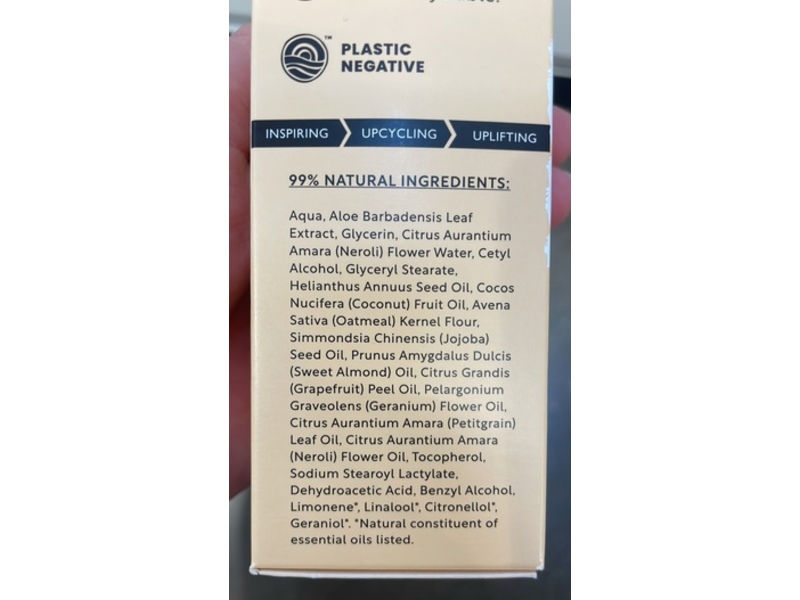 ™
PLASTIC
NEGATIVE
INSPIRING UPCYCLING UPLIFTING
99% NATURAL INGREDIENTS:
Aqua, Aloe Barbadensis Leaf
Extract, Glycerin, Citrus Aurantium
Amara (Neroli) Flower Water, Cetyl
Alcohol, Glyceryl Stearate,
Helianthus Annuus Seed Oil, Cocos
Nucifera (Coconut) Fruit Oil, Avena
Sativa (Oatmeal) Kernel Flour,
Simmondsia Chinensis (Jojoba)
Seed Oil, Prunus Amygdalus Dulcis
(Sweet Almond) Oil, Citrus Grandis
(Grapefruit) Peel Oil, Pelargonium
Graveolens (Geranium) Flower Oil,
Citrus Aurantium Amara (Petitgrain)
Leaf Oil, Citrus Aurantium Amara
(Neroli) Flower Oil, Tocopherol,
Sodium Stearoyl Lactylate,
Dehydroacetic Acid, Benzyl Alcohol,
Limonene*, Linalool*, Citronellol*,
Geraniol*. *Natural constituent of
essential oils listed.